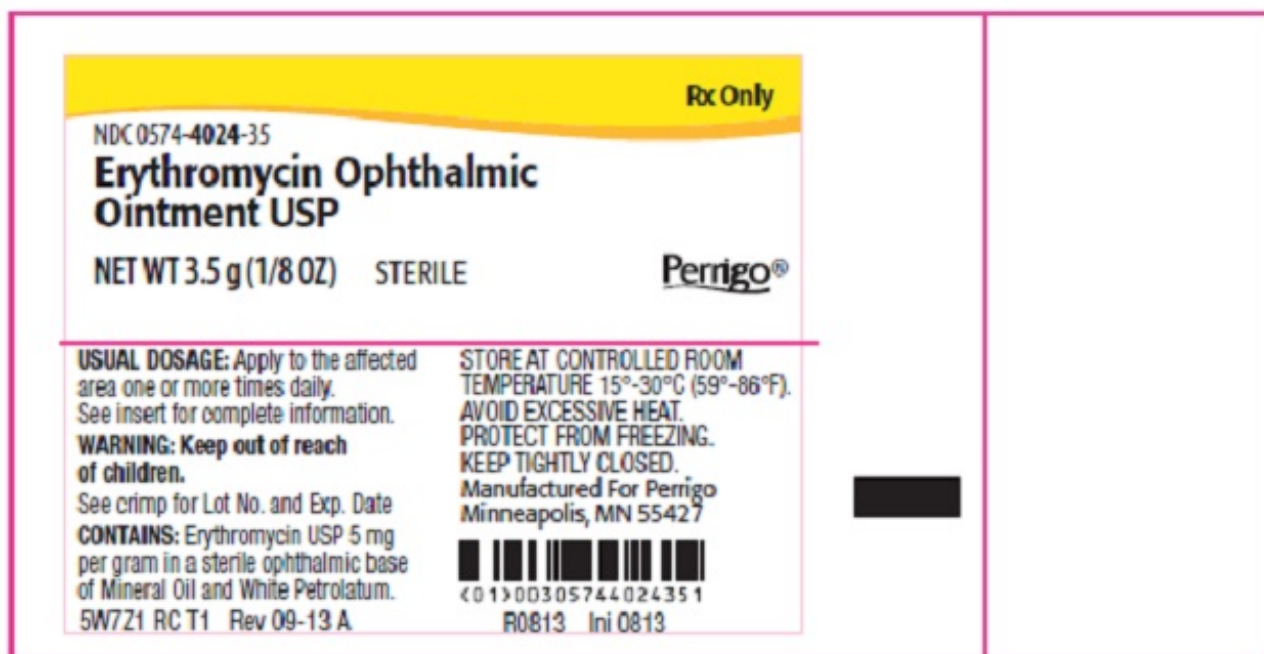 Rx Only
NDC 0574-4024-35
Erythromycin Ophthalmic
Ointment USP
NET WT 3.5 g (1/8 OZ) STERILE
Perrigo®
USUAL DOSAGE: Apply to the affected
area one or more times daily.
See insert for complete information.
WARNING: Keep out of reach
of children.
See crimp for Lot No. and Exp. Date
CONTAINS: Erythromycin USP 5 mg
per gram in a sterile ophthalmic base
of Mineral Oil and White Petrolatum.
5W7Z1 RC T1 Rev 09-13 A
STORE AT CONTROLLED ROOM
TEMPERATURE 15°-30°C (59°-86°F).
AVOID EXCESSIVE HEAT.
PROTECT FROM FREEZING.
KEEP TIGHTLY CLOSED.
Manufactured For Perrigo
Minneapolis, MN 55427
(01)00305744024351
R0813 Ini 0813